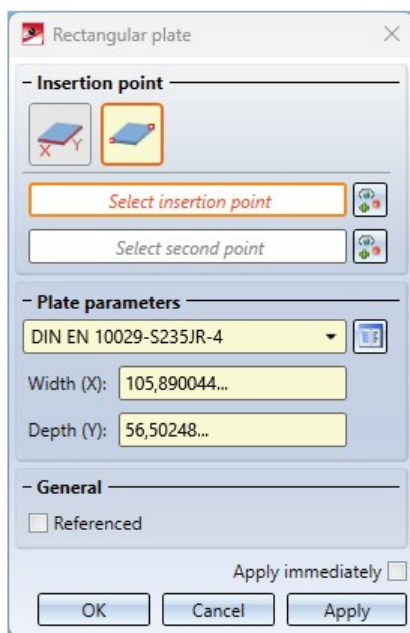 Rectangular plate
– Insertion point
X Y
Select insertion point
Select second point
– Plate parameters
DIN EN 10029-S235JR-4
Width (X): 105,890044...
Depth (Y): 56,50248...
– General
Referenced
Apply immediately
OK Cancel Apply